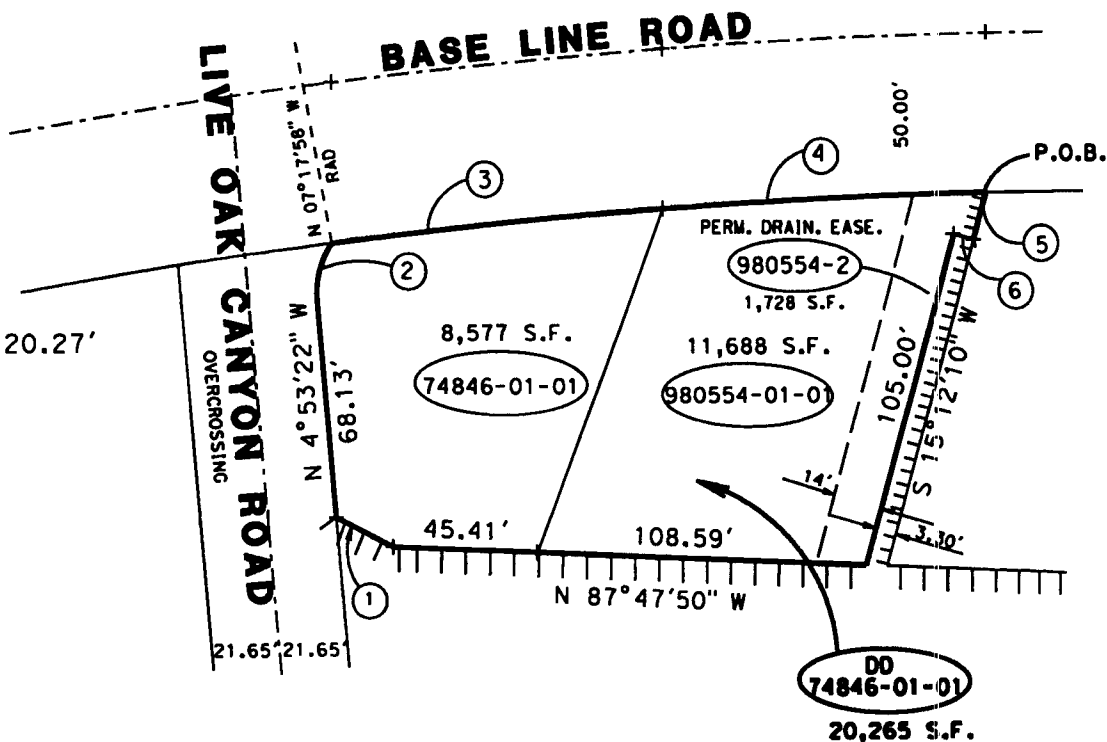 BASE LINE ROAD
LIVE OAK CANYON ROAD
OVERCROSSING
N 07°17'58" W
RAD
50.00'
P.O.B.
4
3
5
2
6
PERM. DRAIN. EASE.
980554-2
1,728 S.F.
20.27'
8,577 S.F.
74846-01-01
11,688 S.F.
980554-01-01
N 4°53'22" W
68.13'
105.00'
S 15°12'10" W
14'
3.30'
45.41'
108.59'
N 87°47'50" W
1
21.65'
21.65'
DD
74846-01-01
20,265 S.F.